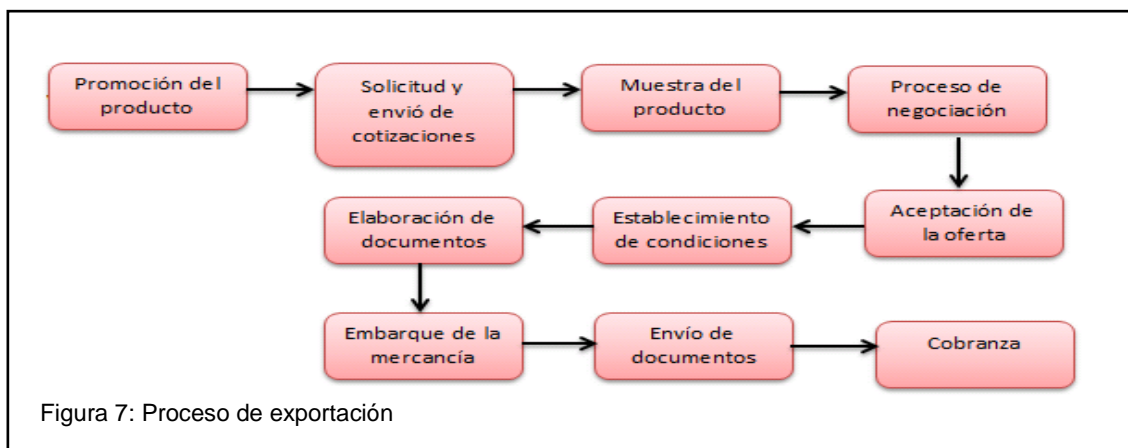 Promoción del
producto
Solicitud y
envió de
cotizaciones
Muestra del
producto
Proceso de
negociación
Aceptación de
la oferta
Establecimiento
de condiciones
Elaboración de
documentos
Embarque de la
mercancía
Envío de
documentos
Cobranza
Figura 7: Proceso de exportación